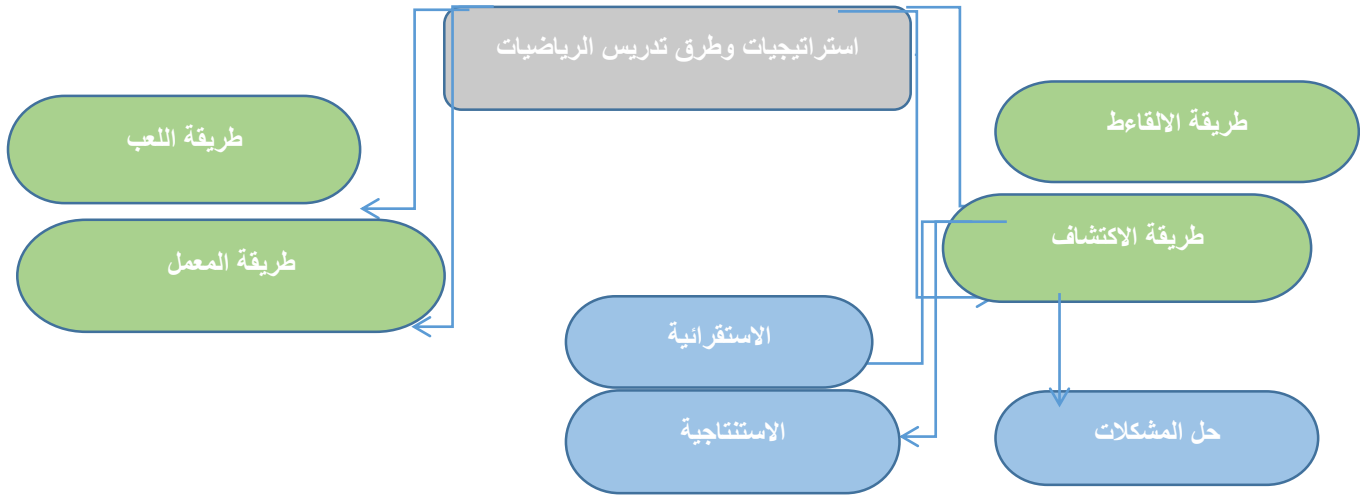 استراتيجيات وطرق تدريس الرياضيات
طريقة الالقاءط
طريقة اللعب
طريقة الاكتشاف
طريقة المعمل
الاستقرائية
الاستنتاجية
حل المشكلات